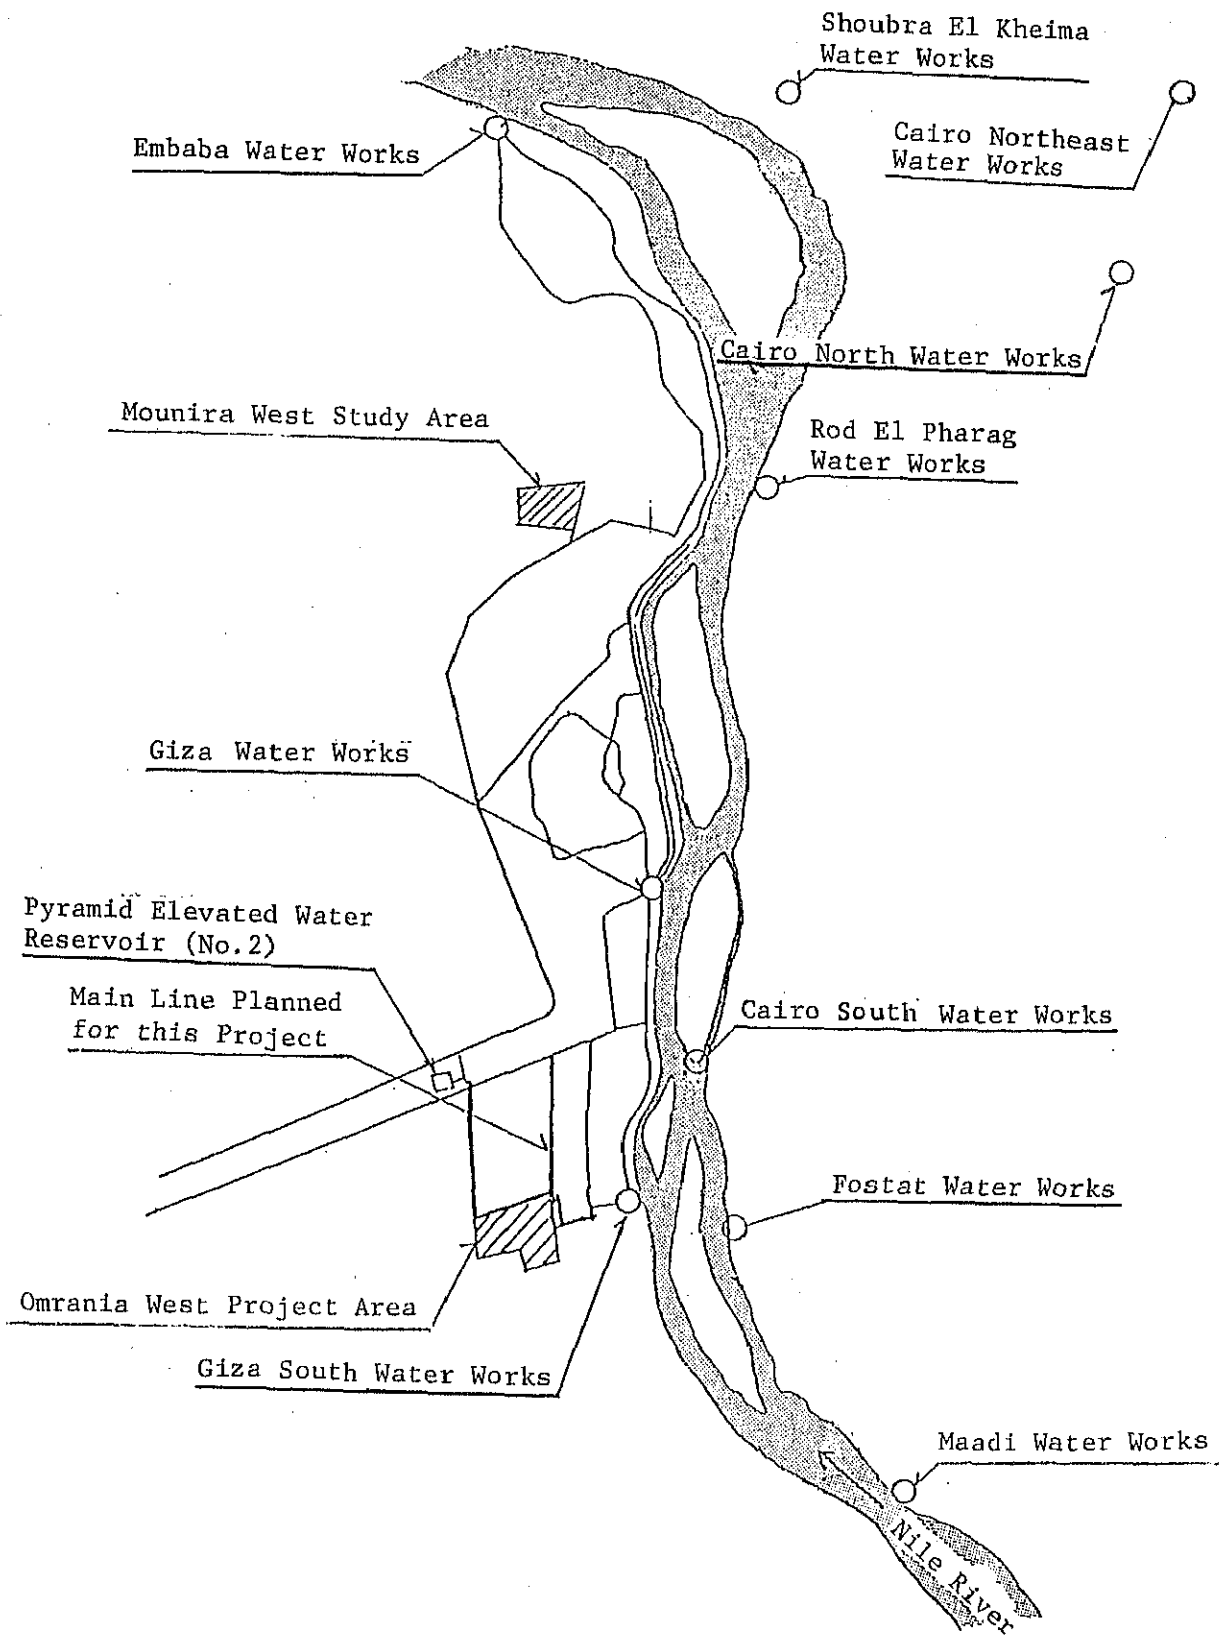 Shoubra El Kheima
Water Works
Cairo Northeast
Water Works
Embaba Water Works
Cairo North Water Works
Mounira West Study Area
Rod El Pharag
Water Works
Giza Water Works
Pyramid Elevated Water
Reservoir (No.2)
Main Line Planned
for this Project
Cairo South Water Works
Fostat Water Works
Omrania West Project Area
Giza South Water Works
Maadi Water Works
Nile River